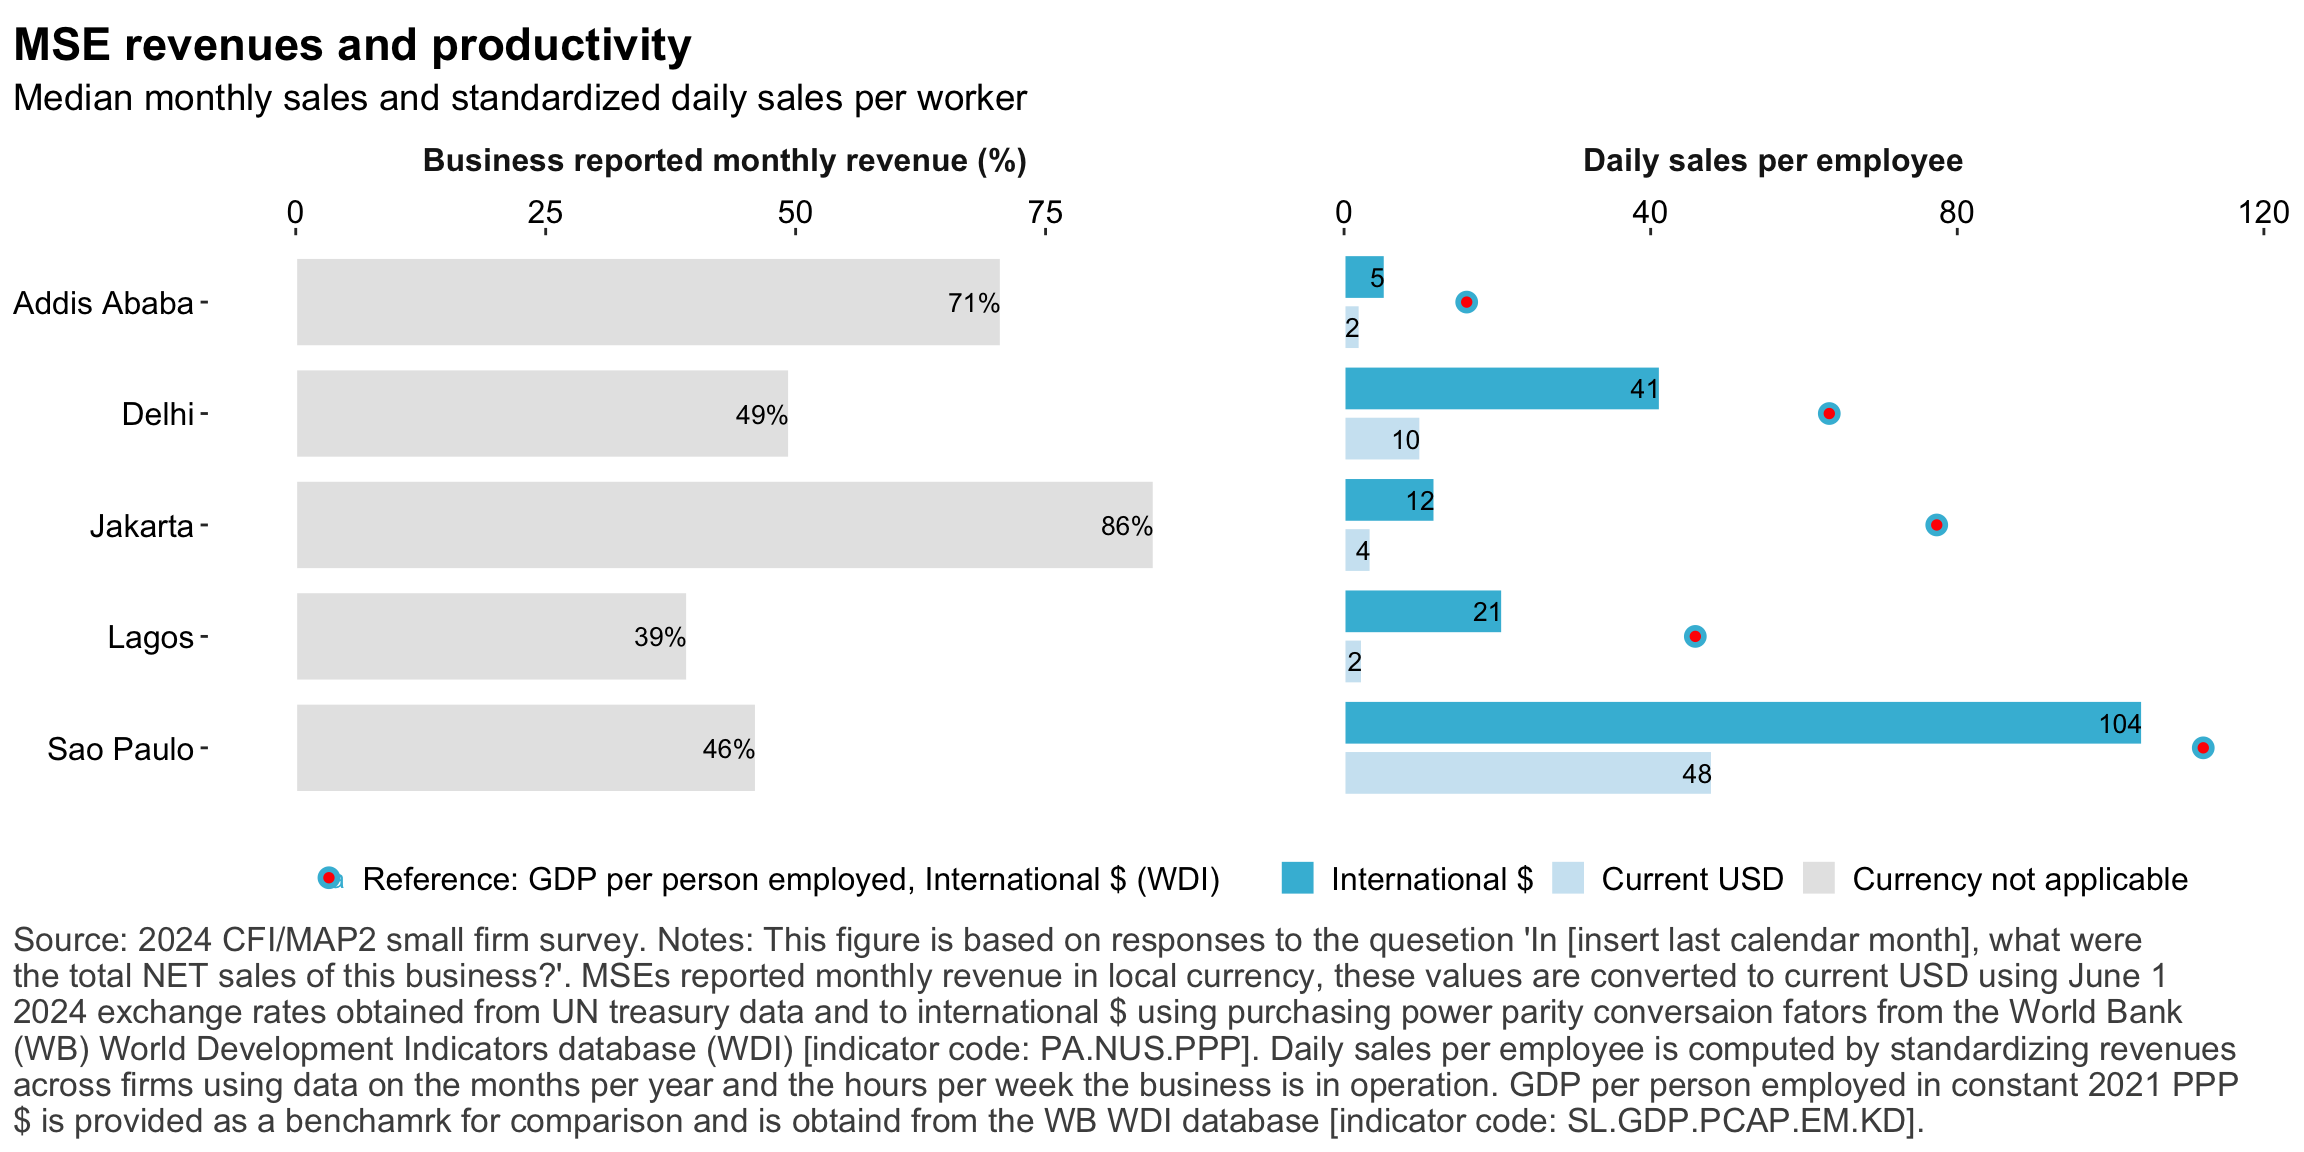 MSE revenues and productivity
Median monthly sales and standardized daily sales per worker
Business reported monthly revenue (%)
Daily sales per employee
0 25 50 75
0 40 80 120
Addis Ababa 71% 5
2
Delhi 49% 41
10
Jakarta 86% 12
4
Lagos 39% 21
2
Sao Paulo 46% 104
48
a Reference: GDP per person employed, International $ (WDI) International $ Current USD Currency not applicable
Source: 2024 CFI/MAP2 small firm survey. Notes: This figure is based on responses to the quesetion 'In [insert last calendar month], what were
the total NET sales of this business?'. MSEs reported monthly revenue in local currency, these values are converted to current USD using June 1
2024 exchange rates obtained from UN treasury data and to international $ using purchasing power parity conversaion fators from the World Bank
(WB) World Development Indicators database (WDI) [indicator code: PA.NUS.PPP]. Daily sales per employee is computed by standardizing revenues
across firms using data on the months per year and the hours per week the business is in operation. GDP per person employed in constant 2021 PPP
$ is provided as a benchamrk for comparison and is obtaind from the WB WDI database [indicator code: SL.GDP.PCAP.EM.KD].